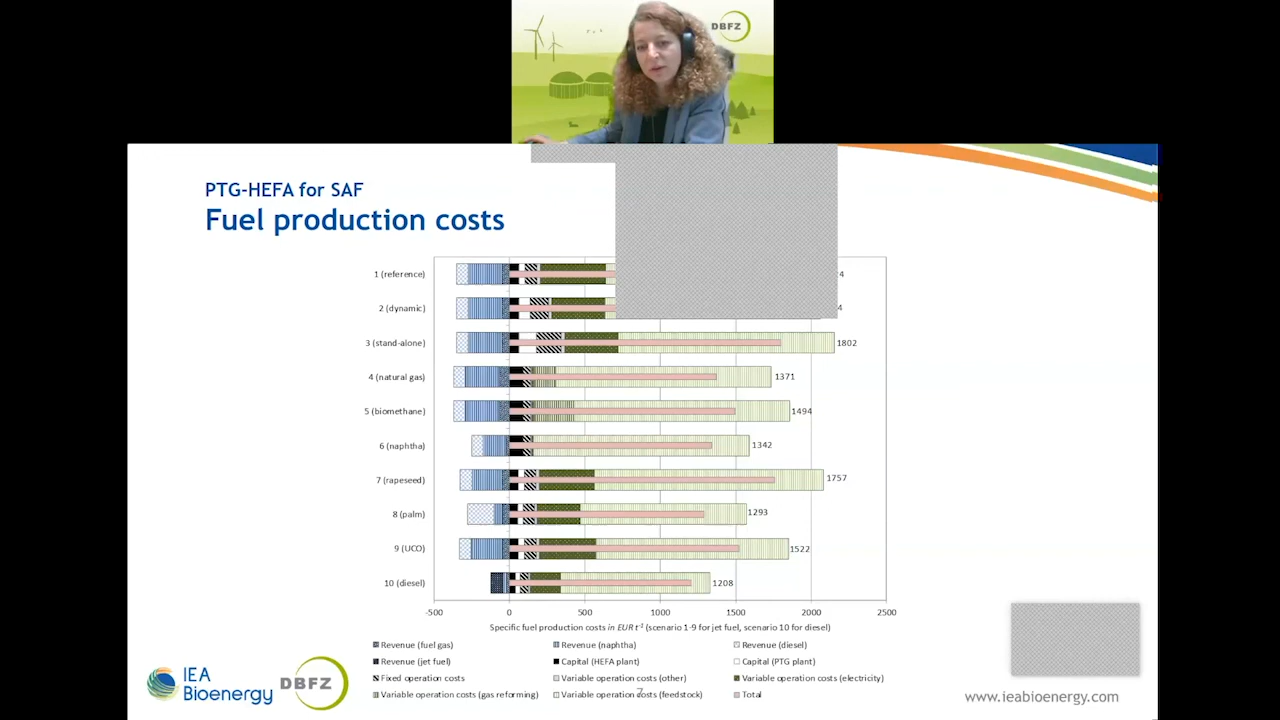 DBFZ
PTG-HEFA for SAF
Fuel production costs
1 (reference)
4
2 (dynamic)
4
3 (stand-alone)
1802
4 (natural gas)
1371
5 (biomethane)
1494
6 (naphtha)
1342
7 (rapeseed)
1757
8 (palm)
1293
9 (UCO)
1522
10 (diesel)
1208
-500 0 500 1000 1500 2000 2500
Specific fuel production costs in EUR t⁻¹ (scenario 1-9 for jet fuel, scenario 10 for diesel)
Revenue (fuel gas) Revenue (naphtha) Revenue (diesel)
Revenue (jet fuel) Capital (HEFA plant) Capital (PTG plant)
Fixed operation costs Variable operation costs (other) Variable operation costs (electricity)
Variable operation costs (gas reforming) Variable operation costs (feedstock) Total
7
IEA
Bioenergy
DBFZ
www.ieabioenergy.com